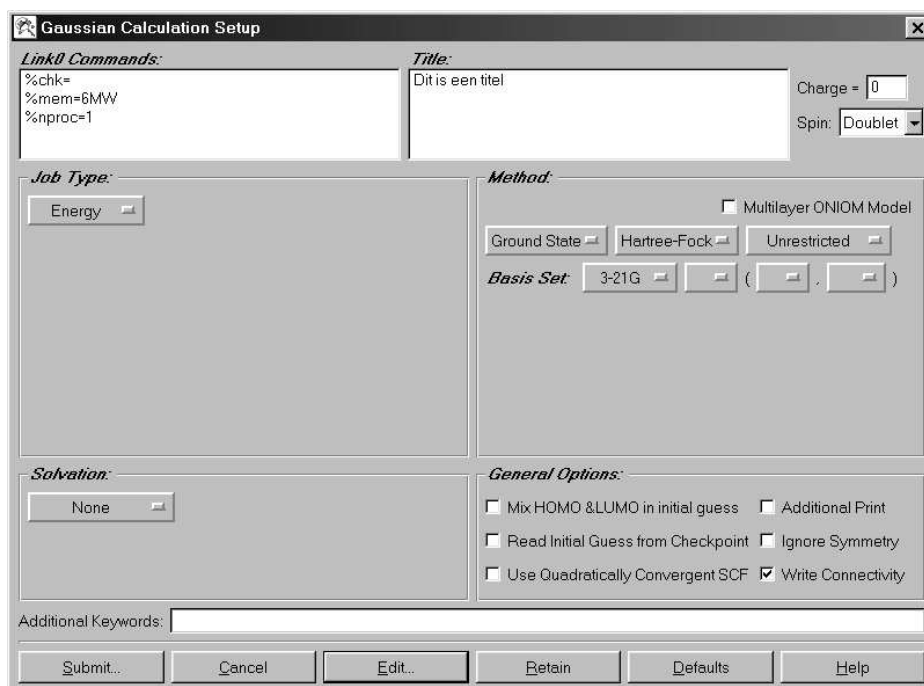 Gaussian Calculation Setup
Link0 Commands:
%chk=
%mem=6MW
%nproc=1
Title:
Dit is een titel
Charge = 0
Spin: Doublet
Job Type:
Energy
Method:
Multilayer ONIOM Model
Ground State Hartree-Fock Unrestricted
Basis Set: 3-21G ( , )
Solvation:
None
General Options:
Mix HOMO &LUMO in initial guess Additional Print
Read Initial Guess from Checkpoint Ignore Symmetry
Use Quadratically Convergent SCF Write Connectivity
Additional Keywords:
Submit... Cancel Edit... Retain Defaults Help